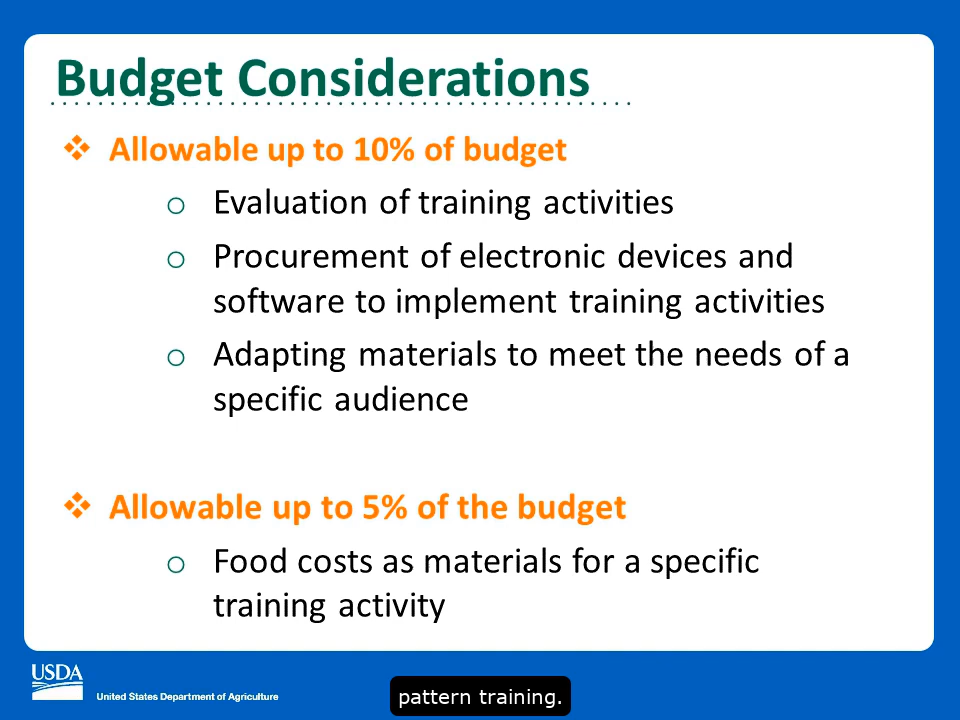 Budget Considerations
Allowable up to 10% of budget
Evaluation of training activities
Procurement of electronic devices and
software to implement training activities
Adapting materials to meet the needs of a
specific audience
Allowable up to 5% of the budget
Food costs as materials for a specific
training activity
USDA
United States Department of Agriculture
pattern training.